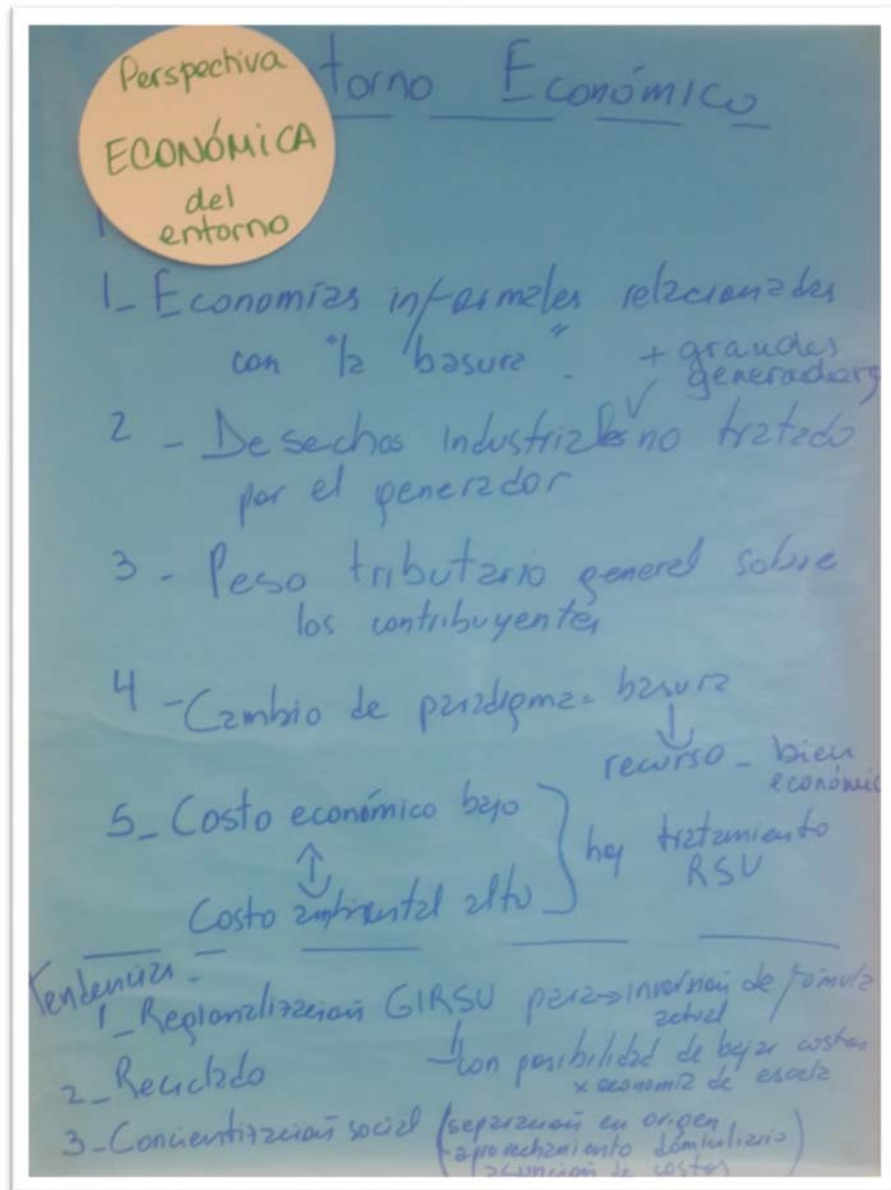 Perspectiva
ECONÓMICA
del
entorno
torno Económico
1_ Economías informales relacionadas
con "la basura". + grandes
generadores
2 - Desechos industriales no tratado
por el generador
3 - Peso tributario general sobre
los contribuyentes
4 - Cambio de paradigma = basura
↓
recurso - bien
económic
5_ Costo económico bajo
Costo ambiental alto
hoy tratamiento
RSU
Tendencias -
1_ Regionalización GIRSU para → inversión de fórmula
actual
con posibilidad de bajar costos
x economía de escala
2_ Reciclado
3 - Concientización social (separación en origen
- aprovechamiento domiciliario)
asunción de costos